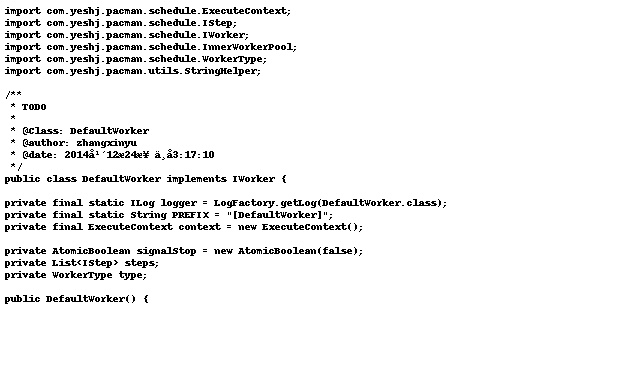 import com.yeshj.pacman.schedule.ExecuteContext;
import com.yeshj.pacman.schedule.IStep;
import com.yeshj.pacman.schedule.IWorker;
import com.yeshj.pacman.schedule.InnerWorkerPool;
import com.yeshj.pacman.schedule.WorkerType;
import com.yeshj.pacman.utils.StringHelper;

/**
 * TODO
 *
 * @Class: DefaultWorker
 * @author: zhangxinyu
 * @date: 2014å¹´12æ24æ¥ ä¸å3:17:10
 */
public class DefaultWorker implements IWorker {

private final static ILog logger = LogFactory.getLog(DefaultWorker.class);
private final static String PREFIX = "[DefaultWorker]";
private final ExecuteContext context = new ExecuteContext();

private AtomicBoolean signalStop = new AtomicBoolean(false);
private List<IStep> steps;
private WorkerType type;

public DefaultWorker() {